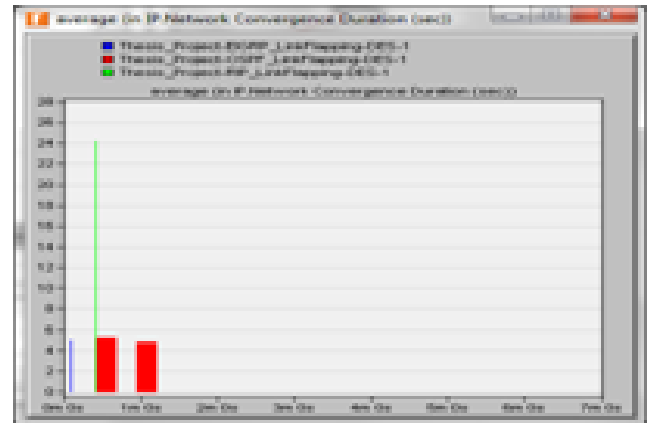 average (in IP Network Convergence Duration (sec))
Thesis_Project-EIGRP_LinkFlapping-DES-1
Thesis_Project-OSPF_LinkFlapping-DES-1
Thesis_Project-RIP_LinkFlapping-DES-1
average (in IP Network Convergence Duration (sec))
28
26
24
22
20
18
16
14
12
10
8
6
4
2
0
0m 0s 1m 0s 2m 0s 3m 0s 4m 0s 5m 0s 6m 0s 7m 0s